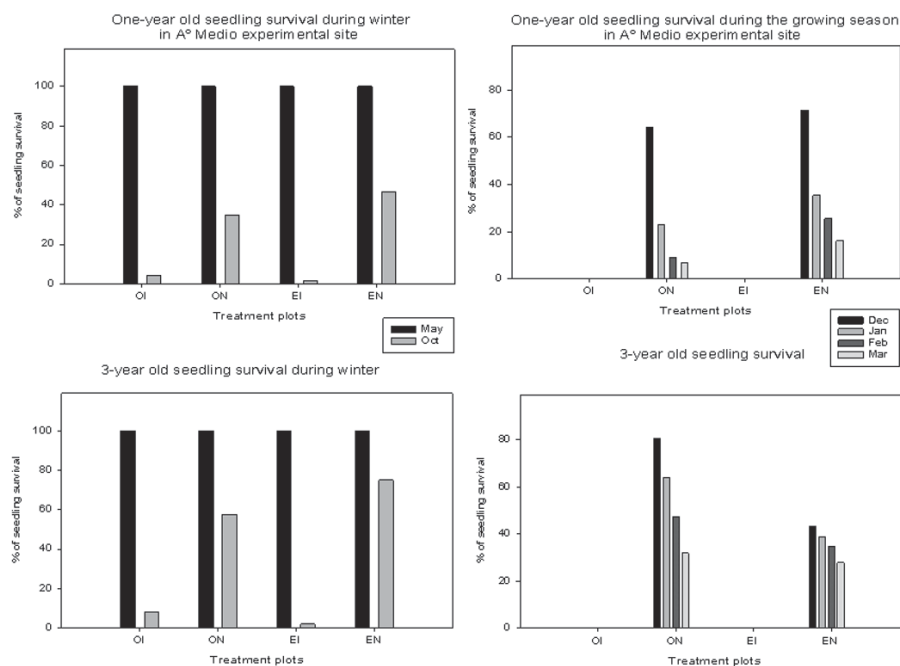 One-year old seedling survival during winter
in Aº Medio experimental site
% of seedling survival
100
80
60
40
20
0
OI ON EI EN
Treatment plots
May
Oct
One-year old seedling survival during the growing season
in Aº Medio experimental site
% of seedling survival
80
60
40
20
0
OI ON EI EN
Treatment plots
Dec
Jan
Feb
Mar
3-year old seedling survival during winter
% of seedling survival
100
80
60
40
20
0
OI ON EI EN
Treatment plots
3-year old seedling survival
% of seedling survival
80
60
40
20
0
OI ON EI EN
Treatment plots